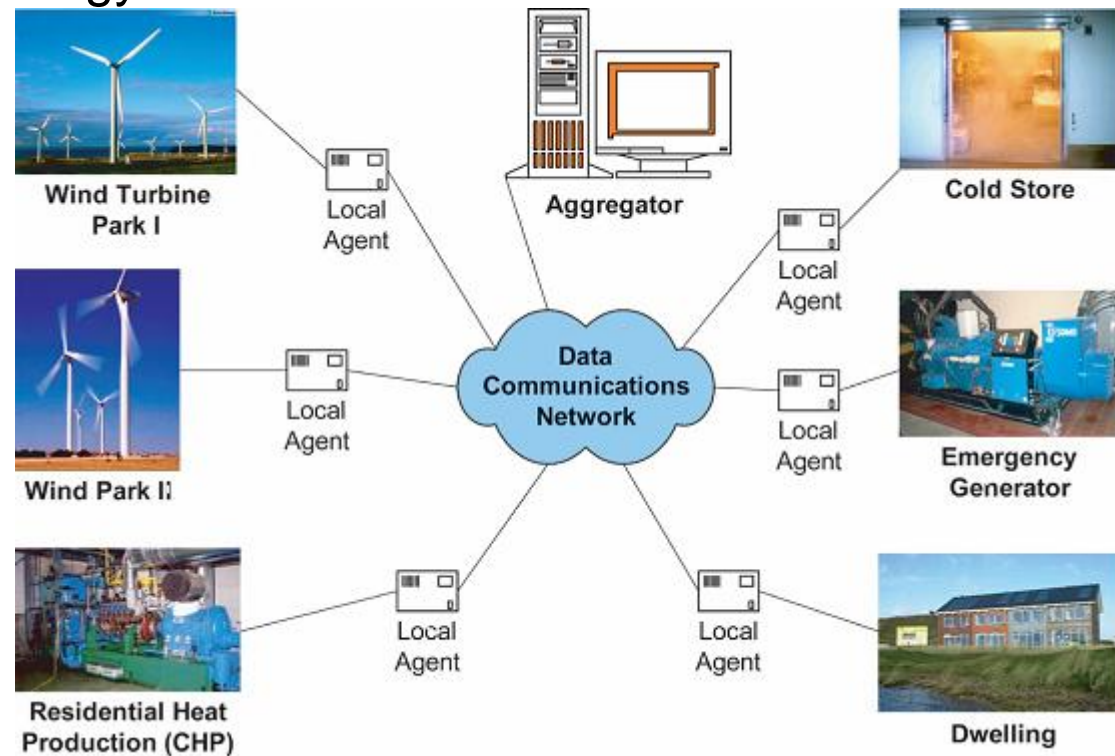 gy
Wind Turbine
Park I
Local
Agent
Aggregator
Cold Store
Local
Agent
Data
Communications
Network
Wind Park II
Local
Agent
Local
Agent
Emergency
Generator
Residential Heat
Production (CHP)
Local
Agent
Local
Agent
Dwelling